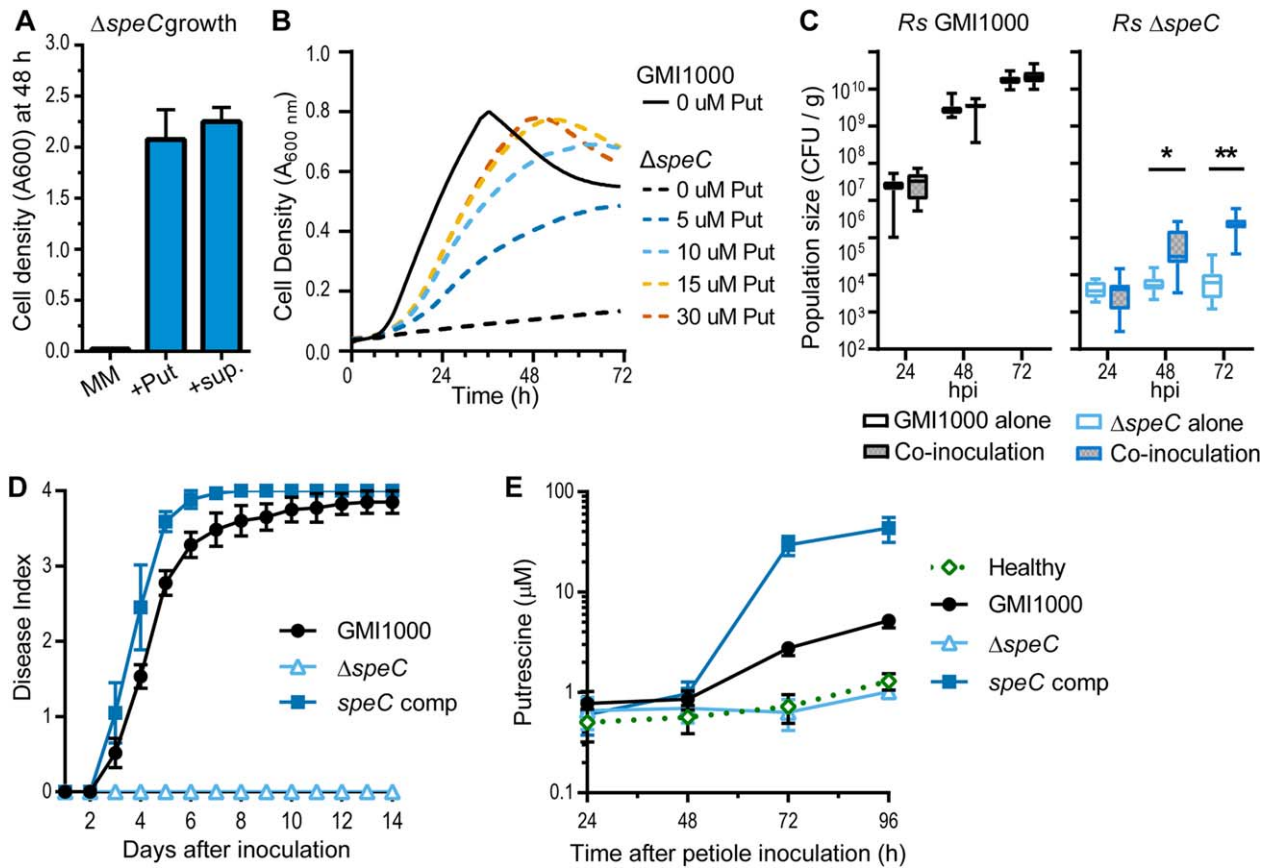 A
ΔspeC growth
Cell density (A600) at 48 h
3.0
2.5
2.0
1.5
1.0
0.5
0.0
MM
+Put
+sup.
B
Cell Density (A600 nm)
1.0
0.8
0.6
0.4
0.2
0.0
0 24 48 72
Time (h)
GMI1000
0 uM Put
ΔspeC
0 uM Put
5 uM Put
10 uM Put
15 uM Put
30 uM Put
C
Rs GMI1000
Rs ΔspeC
Population size (CFU / g)
10^10
10^9
10^8
10^7
10^6
10^5
10^4
10^3
10^2
* **
24 48 72
hpi
24 48 72
hpi
GMI1000 alone
Co-inoculation
ΔspeC alone
Co-inoculation
D
Disease Index
4
3
2
1
0
2 4 6 8 10 12 14
Days after inoculation
GMI1000
ΔspeC
speC comp
E
Putrescine (μM)
100
10
1
0.1
24 48 72 96
Time after petiole inoculation (h)
Healthy
GMI1000
ΔspeC
speC comp